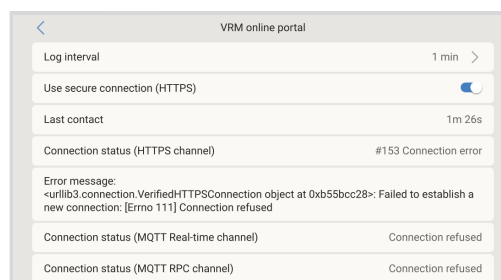 VRM online portal
Log interval 1 min
Use secure connection (HTTPS)
Last contact 1m 26s
Connection status (HTTPS channel) #153 Connection error
Error message:
<urllib3.connection.VerifiedHTTPSConnection object at 0xb55bcc28>: Failed to establish a
new connection: [Errno 111] Connection refused
Connection status (MQTT Real-time channel) Connection refused
Connection status (MQTT RPC channel) Connection refused